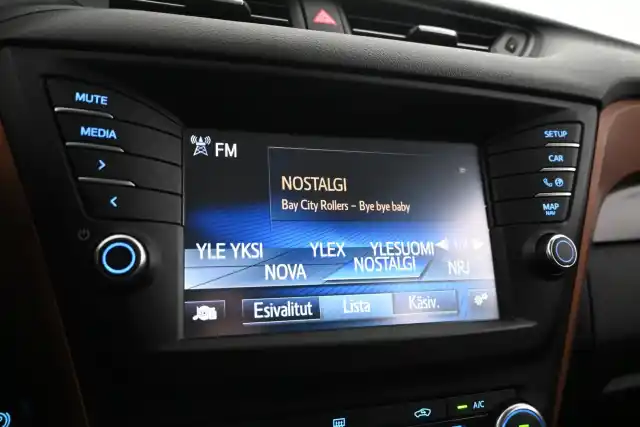 MUTE
MEDIA
SETUP
CAR
MAP
NAV
FM
NOSTALGI
Bay City Rollers – Bye bye baby
YLE YKSI YLEX YLESUOMI
NOVA NOSTALGI NRJ
Esivalitut Lista Käsiv.
A/C